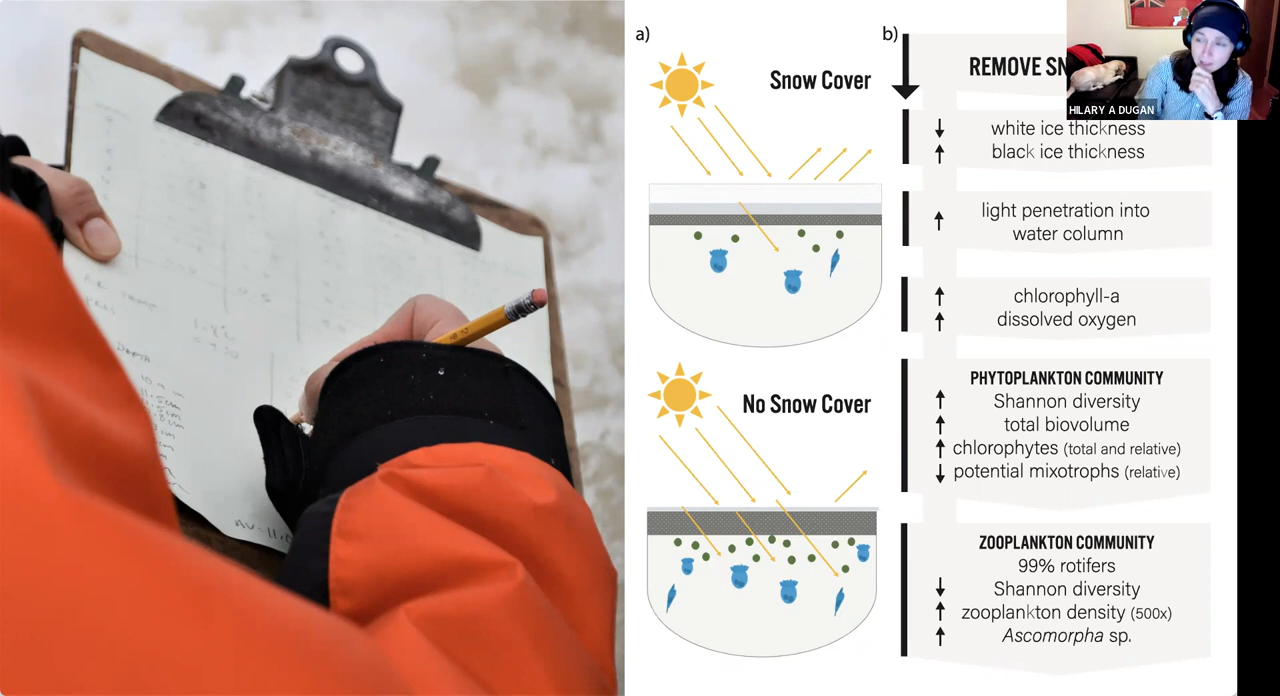 a)
Snow Cover
No Snow Cover
b)
REMOVE
HILARY A DUGAN
↓ white ice thickness
↑ black ice thickness
↑ light penetration into
water column
↑ chlorophyll-a
↑ dissolved oxygen
PHYTOPLANKTON COMMUNITY
↑ Shannon diversity
↑ total biovolume
↑ chlorophytes (total and relative)
↓ potential mixotrophs (relative)
ZOOPLANKTON COMMUNITY
99% rotifers
↓ Shannon diversity
↑ zooplankton density (500x)
↑ Ascomorpha sp.